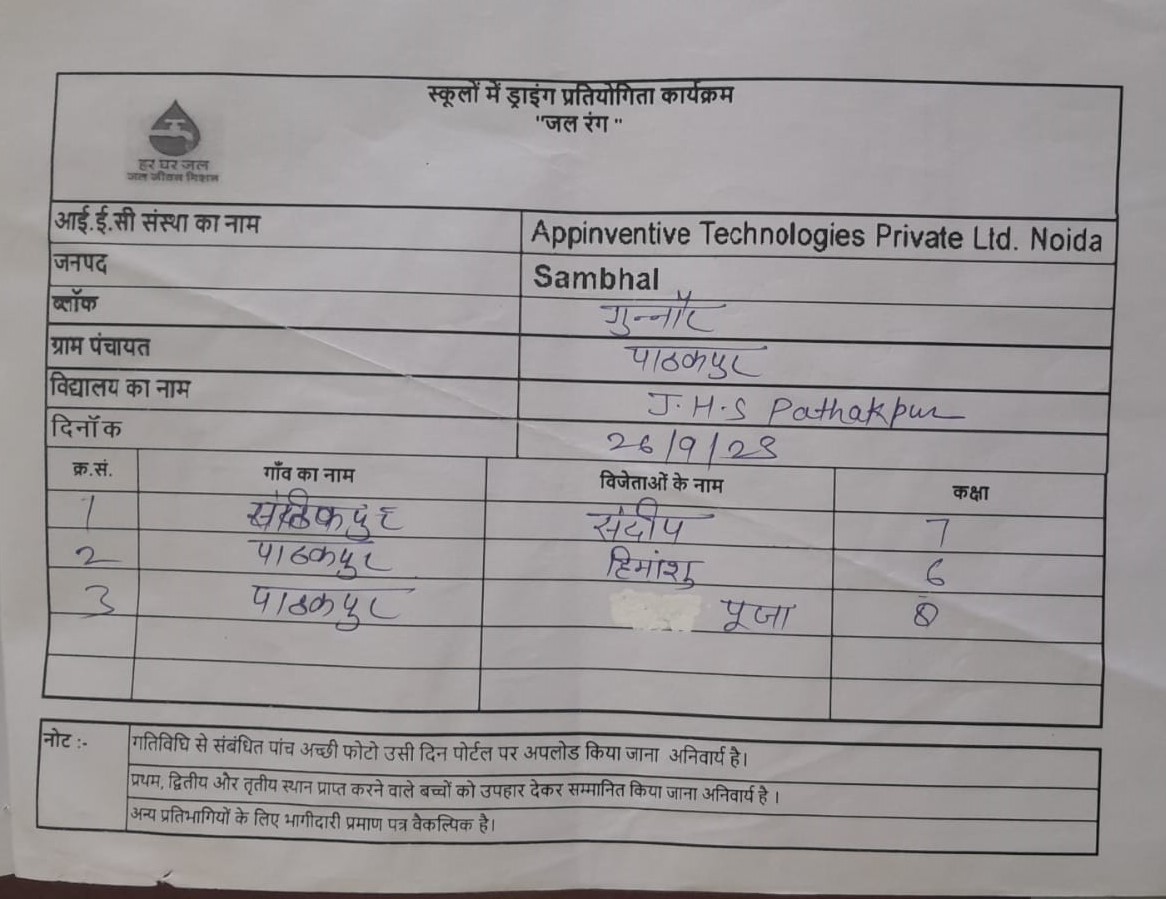 स्कूलों में ड्राइंग प्रतियोगिता कार्यक्रम
"जल रंग "
हर घर जल
जल जीवन मिशन
आई.ई.सी संस्था का नाम Appinventive Technologies Private Ltd. Noida
जनपद Sambhal
ब्लॉक गुन्नौर
ग्राम पंचायत पाठकपुर
विद्यालय का नाम J.H.S Pathakpur
दिनॉक 26/9/23
क्र.सं. गाँव का नाम विजेताओं के नाम कक्षा
1 संदीप 7
2 पाठकपुर हिमांशु 6
3 पाठकपुर पूजा 8
नोट :- गतिविधि से संबंधित पांच अच्छी फोटो उसी दिन पोर्टल पर अपलोड किया जाना अनिवार्य है।
प्रथम, द्वितीय और तृतीय स्थान प्राप्त करने वाले बच्चों को उपहार देकर सम्मानित किया जाना अनिवार्य है ।
अन्य प्रतिभागियों के लिए भागीदारी प्रमाण पत्र वैकल्पिक है।